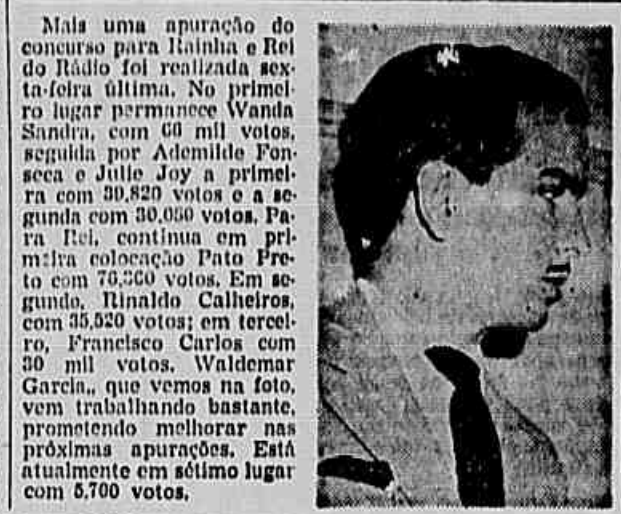 Mais uma apuração do
concurso para Rainha e Rei
do Rádio foi realizada sex-
ta-feira última. No primei-
ro lugar permanece Wanda
Sandra, com 66 mil votos,
seguida por Ademilde Fon-
seca e Julie Joy a primei-
ra com 39.820 votos e a se-
gunda com 30.060 votos. Pa-
ra Rei, continua em pri-
meira colocação Pato Pre-
to com votos. Em se-
gundo, Rinaldo Calheiros,
com 35.520 votos; em tercei-
ro, Francisco Carlos com
30 mil votos. Waldemar
Garcia,, que vemos na foto,
vem trabalhando bastante,
prometendo melhorar nas
próximas apurações. Está
atualmente em sétimo lugar
com 5.700 votos.